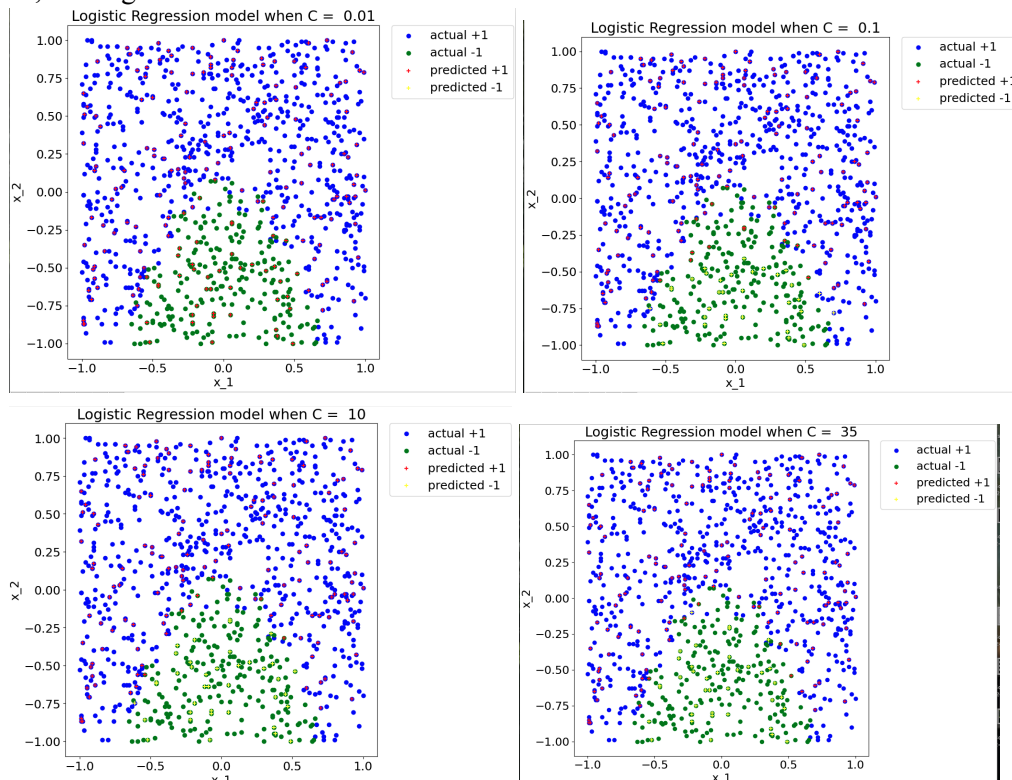 Logistic Regression model when C = 0.01
actual +1
actual -1
predicted +1
predicted -1
1.00
0.75
0.50
0.25
0.00
−0.25
−0.50
−0.75
−1.00
x_2
−1.0
−0.5
0.0
0.5
1.0
x_1
Logistic Regression model when C = 0.1
actual +1
actual -1
predicted +1
predicted -1
1.00
0.75
0.50
0.25
0.00
−0.25
−0.50
−0.75
−1.00
x_2
−1.0
−0.5
0.0
0.5
1.0
x_1
Logistic Regression model when C = 10
actual +1
actual -1
predicted +1
predicted -1
1.00
0.75
0.50
0.25
0.00
−0.25
−0.50
−0.75
−1.00
x_2
−1.0
−0.5
0.0
0.5
1.0
x_1
Logistic Regression model when C = 35
actual +1
actual -1
predicted +1
predicted -1
1.00
0.75
0.50
0.25
0.00
−0.25
−0.50
−0.75
−1.00
x_2
−1.0
−0.5
0.0
0.5
1.0
x_1